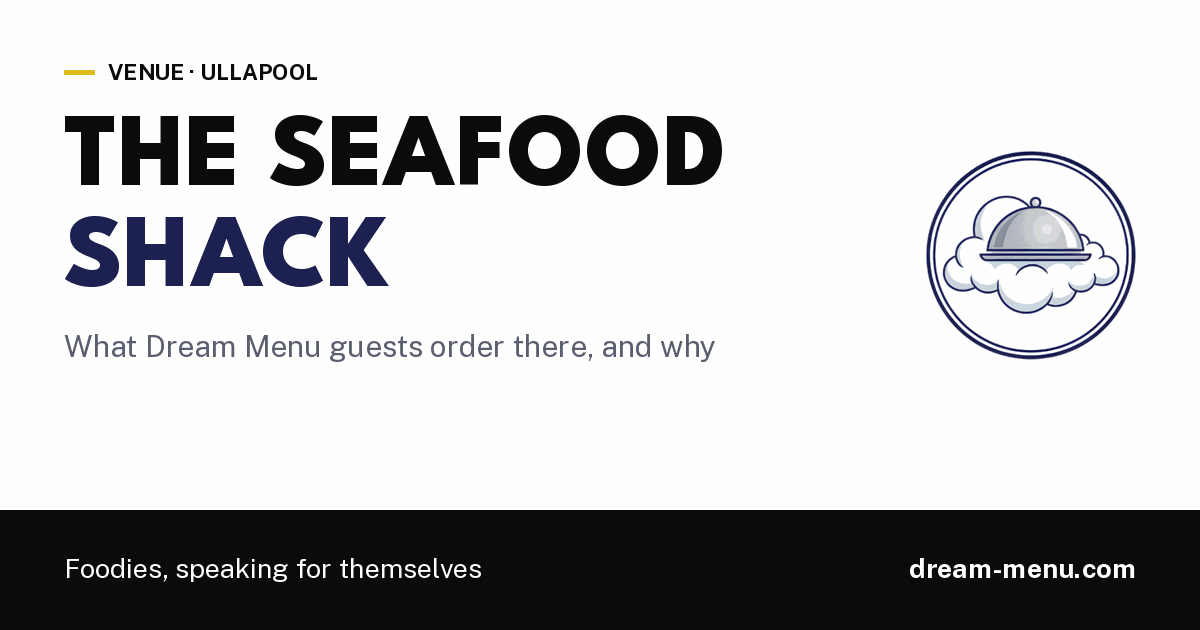 VENUE · ULLAPOOL
THE SEAFOOD
SHACK
What Dream Menu guests order there, and why
Foodies, speaking for themselves
dream-menu.com